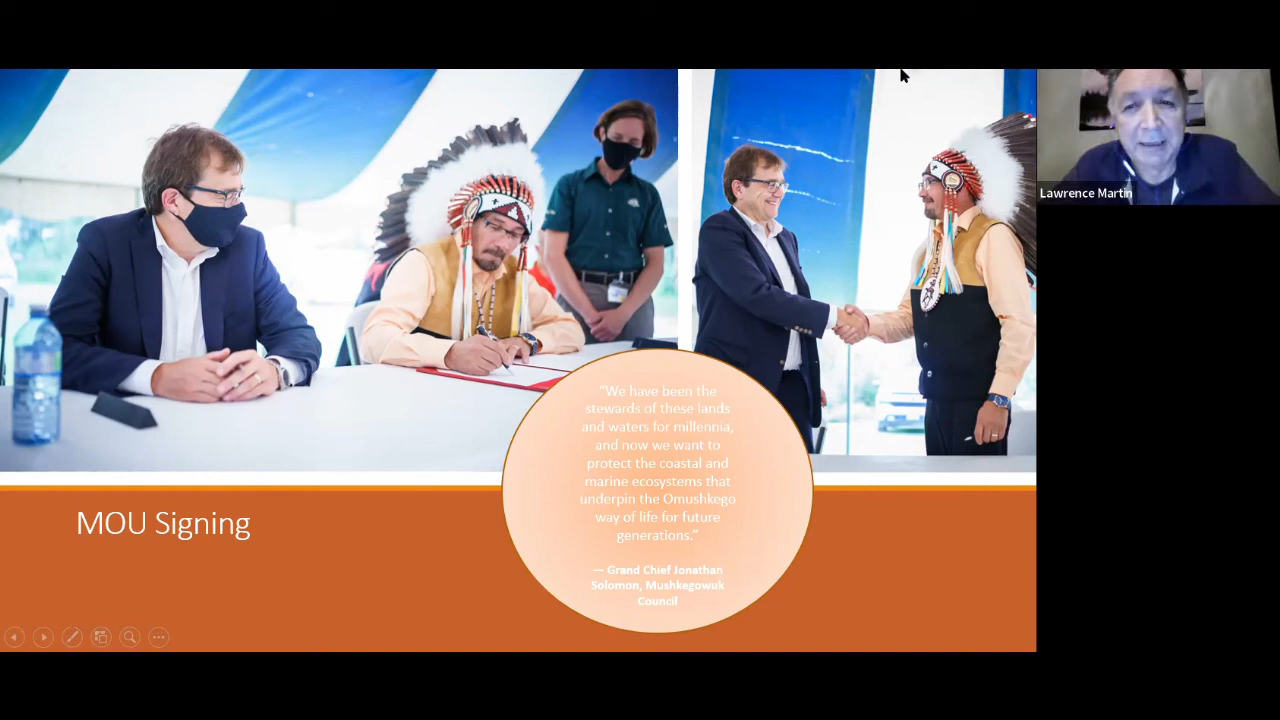 Lawrence Martin
"We have been the
stewards of these lands
and waters for millennia,
and now we want to
protect the coastal and
marine ecosystems that
underpin the Omushkego
way of life for future
generations."
— Grand Chief Jonathan
Solomon, Mushkegowuk
Council
MOU Signing